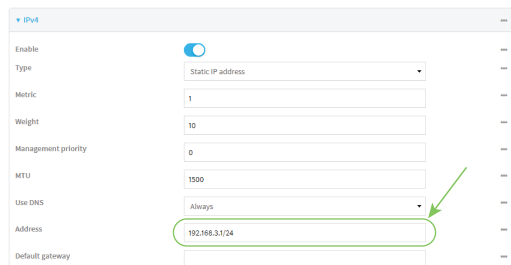 ▾ IPv4
Enable
Type Static IP address
Metric 1
Weight 10
Management priority 0
MTU 1500
Use DNS Always
Address 192.168.3.1/24
Default gateway